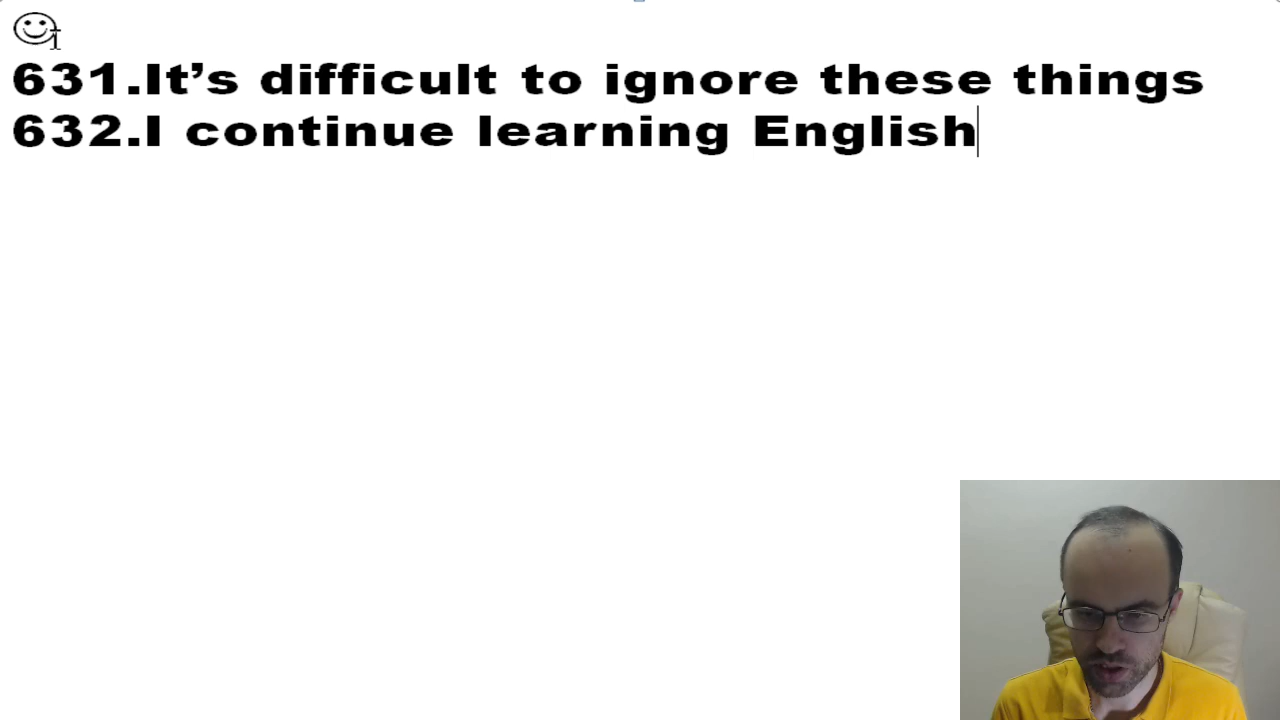 631.It’s difficult to ignore these things
632.I continue learning English